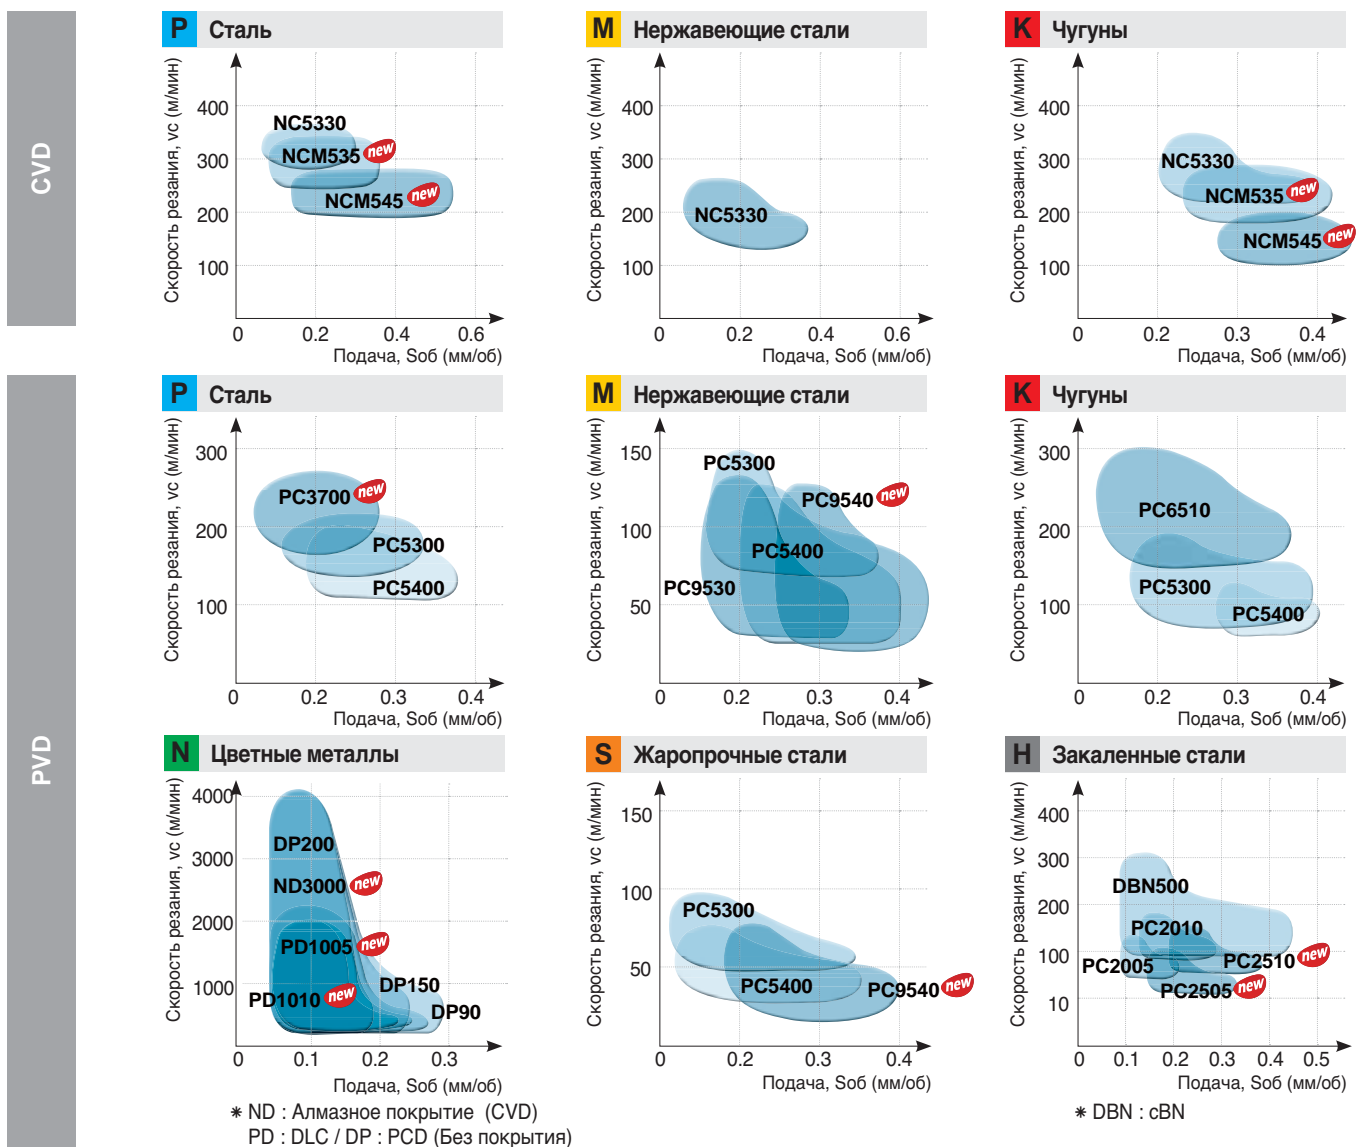 CVD
P Сталь
Скорость резания, vc (м/мин)
400
300
200
100
NC5330
NCM535 new
NCM545 new
0 0.2 0.4 0.6
Подача, Sоб (мм/об)
M Нержавеющие стали
Скорость резания, vc (м/мин)
400
300
200
100
NC5330
0 0.2 0.4 0.6
Подача, Sоб (мм/об)
K Чугуны
Скорость резания, vc (м/мин)
400
300
200
100
NC5330
NCM535 new
NCM545 new
0 0.2 0.3 0.4
Подача, Sоб (мм/об)
PVD
P Сталь
Скорость резания, vc (м/мин)
300
200
100
PC3700 new
PC5300
PC5400
0 0.2 0.3 0.4
Подача, Sоб (мм/об)
M Нержавеющие стали
Скорость резания, vc (м/мин)
150
100
50
PC5300
PC9540 new
PC5400
PC9530
0 0.2 0.3 0.4
Подача, Sоб (мм/об)
K Чугуны
Скорость резания, vc (м/мин)
300
200
100
PC6510
PC5300
PC5400
0 0.2 0.3 0.4
Подача, Sоб (мм/об)
N Цветные металлы
Скорость резания, vc (м/мин)
4000
3000
2000
1000
DP200
ND3000 new
PD1005 new
PD1010 new
DP150
DP90
0 0.1 0.2 0.3
Подача, Sоб (мм/об)
* ND : Алмазное покрытие (CVD)
PD : DLC / DP : PCD (Без покрытия)
S Жаропрочные стали
Скорость резания, vc (м/мин)
150
100
50
PC5300
PC5400
PC9540 new
0 0.2 0.3 0.4
Подача, Sоб (мм/об)
H Закаленные стали
Скорость резания, vc (м/мин)
400
300
200
100
10
DBN500
PC2010
PC2005
PC2510 new
PC2505 new
0 0.1 0.2 0.3 0.4 0.5
Подача, Sоб (мм/об)
* DBN : cBN